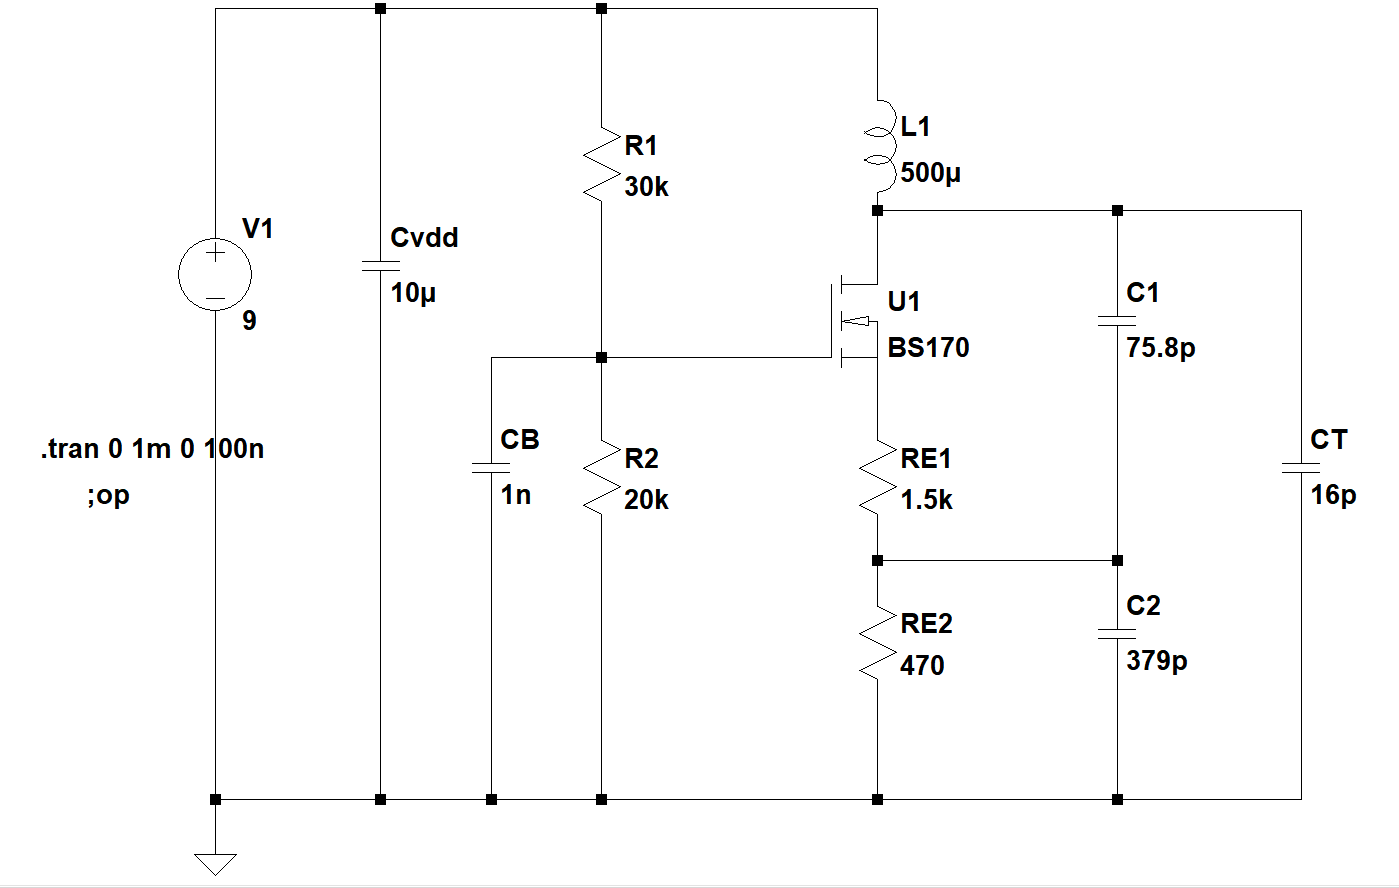 V1
9
.tran 0 1m 0 100n
;op
Cvdd
10µ
R1
30k
CB
1n
R2
20k
L1
500µ
U1
BS170
RE1
1.5k
RE2
470
C1
75.8p
C2
379p
CT
16p